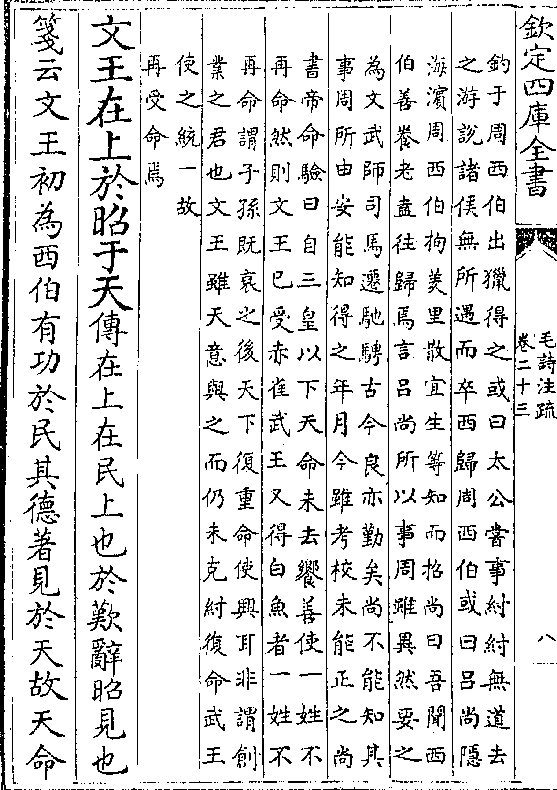 欽定四庫全書
毛詩注疏
卷二十三
八
釣于周西伯出獵得之或曰太公嘗事紂紂無道去
之游說諸侯無所遇而卒西歸周西伯或曰呂尚隱
海濱周西伯拘羑里散宜生等知而招尚曰吾聞西
伯善養老盍往歸焉言呂尚所以事周雖異然要之
為文武師司馬遷馳騁古今良亦勤矣尚不能知其
事周所由安能知得之年月今雖考校未能正之尚
書帝命驗曰自三皇以下天命未去饗善使一姓不
再命然則文王已受赤雀武王又得白魚者一姓不
再命謂子孫既衰之後天下復重命使興耳非謂創
業之君也文王雖天意與之而仍未克紂復命武王
使之統一故
再受命焉
文王在上於昭于天傳在上在民上也於歎辭昭見也
箋云文王初為西伯有功於民其德著見於天故天命